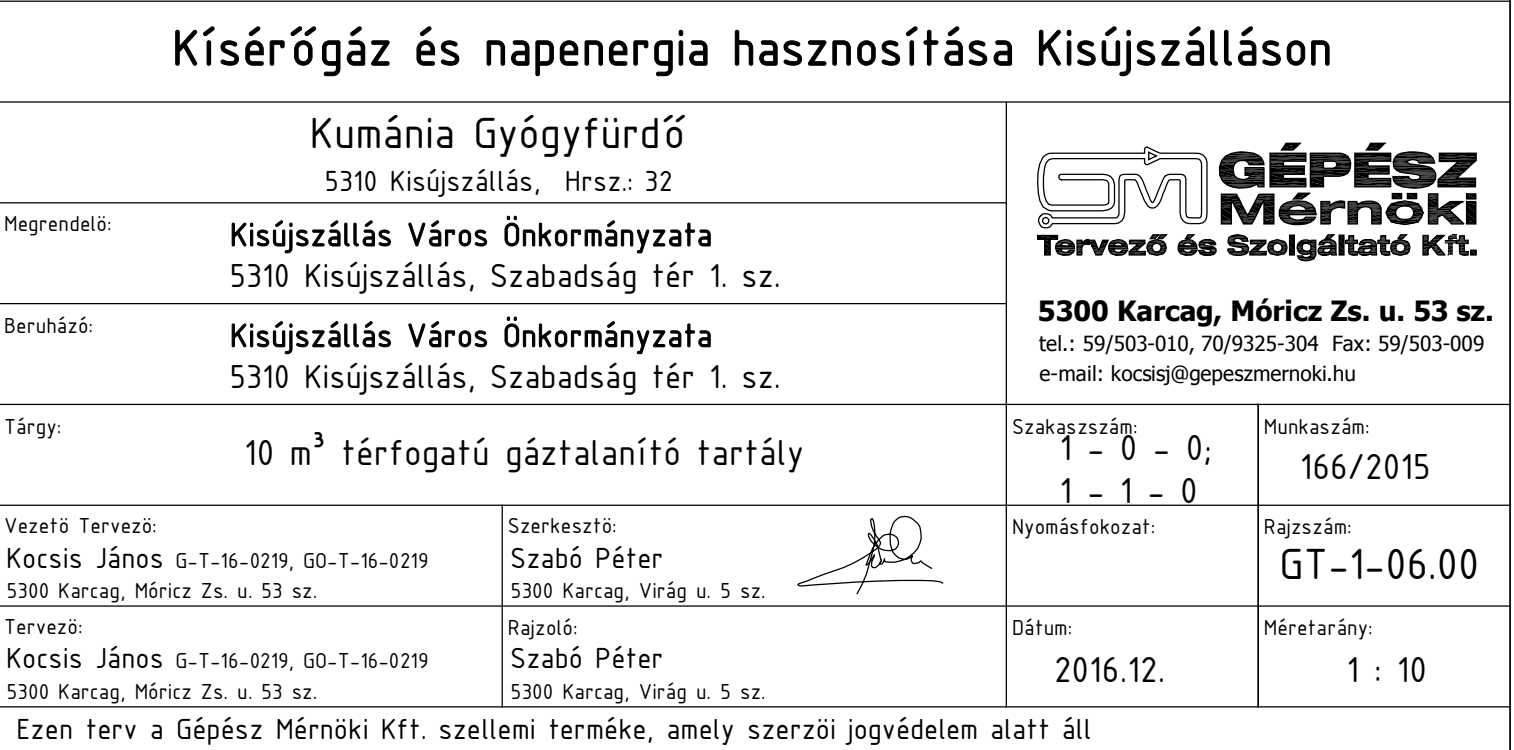 Kísérőgáz és napenergia hasznosítása Kisújszálláson
Kumánia Gyógyfürdő
5310 Kisújszállás, Hrsz.: 32
GM GÉPÉSZ
Mérnöki
Tervező és Szolgáltató Kft.
5300 Karcag, Móricz Zs. u. 53 sz.
tel.: 59/503-010, 70/9325-304 Fax: 59/503-009
e-mail: kocsisj@gepeszmernoki.hu
Megrendelö:
Kisújszállás Város Önkormányzata
5310 Kisújszállás, Szabadság tér 1. sz.
Beruházó:
Kisújszállás Város Önkormányzata
5310 Kisújszállás, Szabadság tér 1. sz.
Tárgy:
10 m³ térfogatú gáztalanító tartály
Szakaszszám:
1 - 0 - 0;
1 - 1 - 0
Munkaszám:
166/2015
Vezetö Tervezö:
Kocsis János G-T-16-0219, GO-T-16-0219
5300 Karcag, Móricz Zs. u. 53 sz.
Szerkesztö:
Szabó Péter
5300 Karcag, Virág u. 5 sz.
Nyomásfokozat:
Rajzszám:
GT-1-06.00
Tervezö:
Kocsis János G-T-16-0219, GO-T-16-0219
5300 Karcag, Móricz Zs. u. 53 sz.
Rajzoló:
Szabó Péter
5300 Karcag, Virág u. 5 sz.
Dátum:
2016.12.
Méretarány:
1 : 10
Ezen terv a Gépész Mérnöki Kft. szellemi terméke, amely szerzöi jogvédelem alatt áll